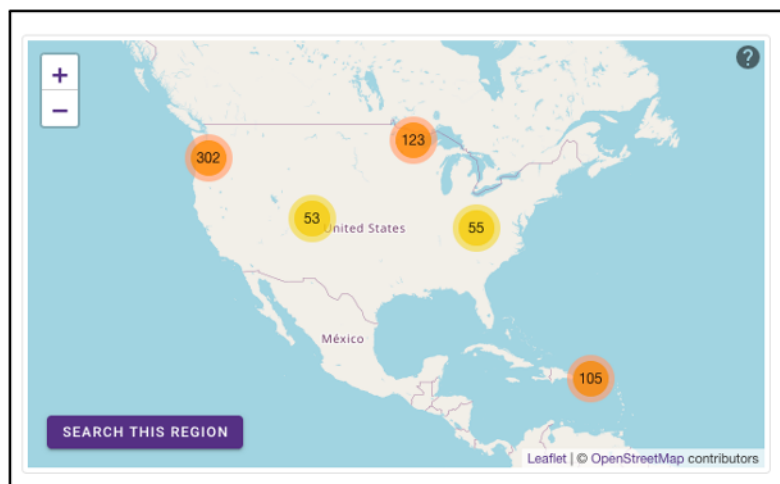 +
−
?
302
123
53
United States
55
México
105
SEARCH THIS REGION
Leaflet | © OpenStreetMap contributors